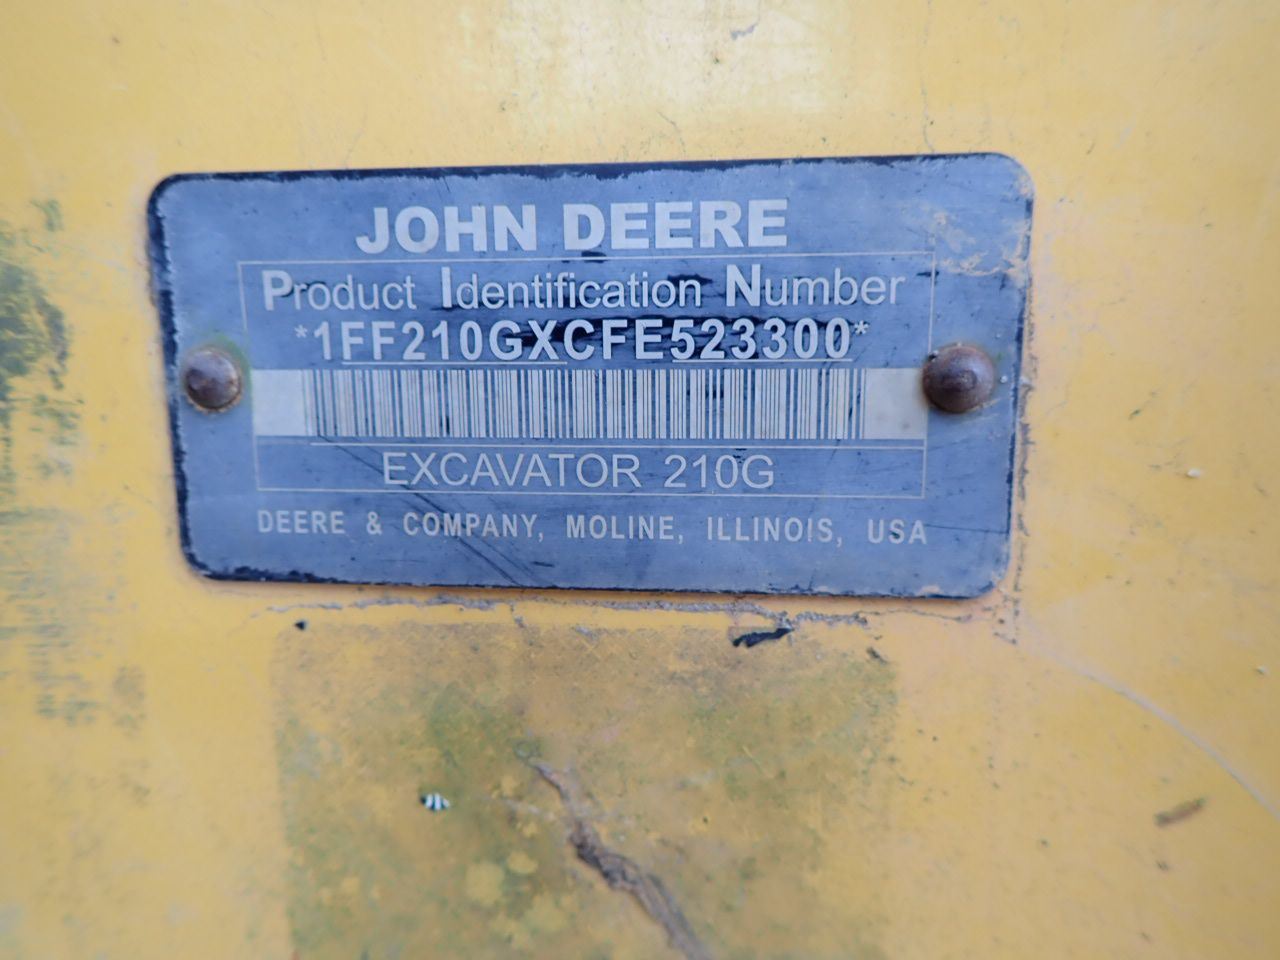 JOHN DEERE
Product Identification Number
*1FF210GXCFE523300*
EXCAVATOR 210G
DEERE & COMPANY, MOLINE, ILLINOIS, USA